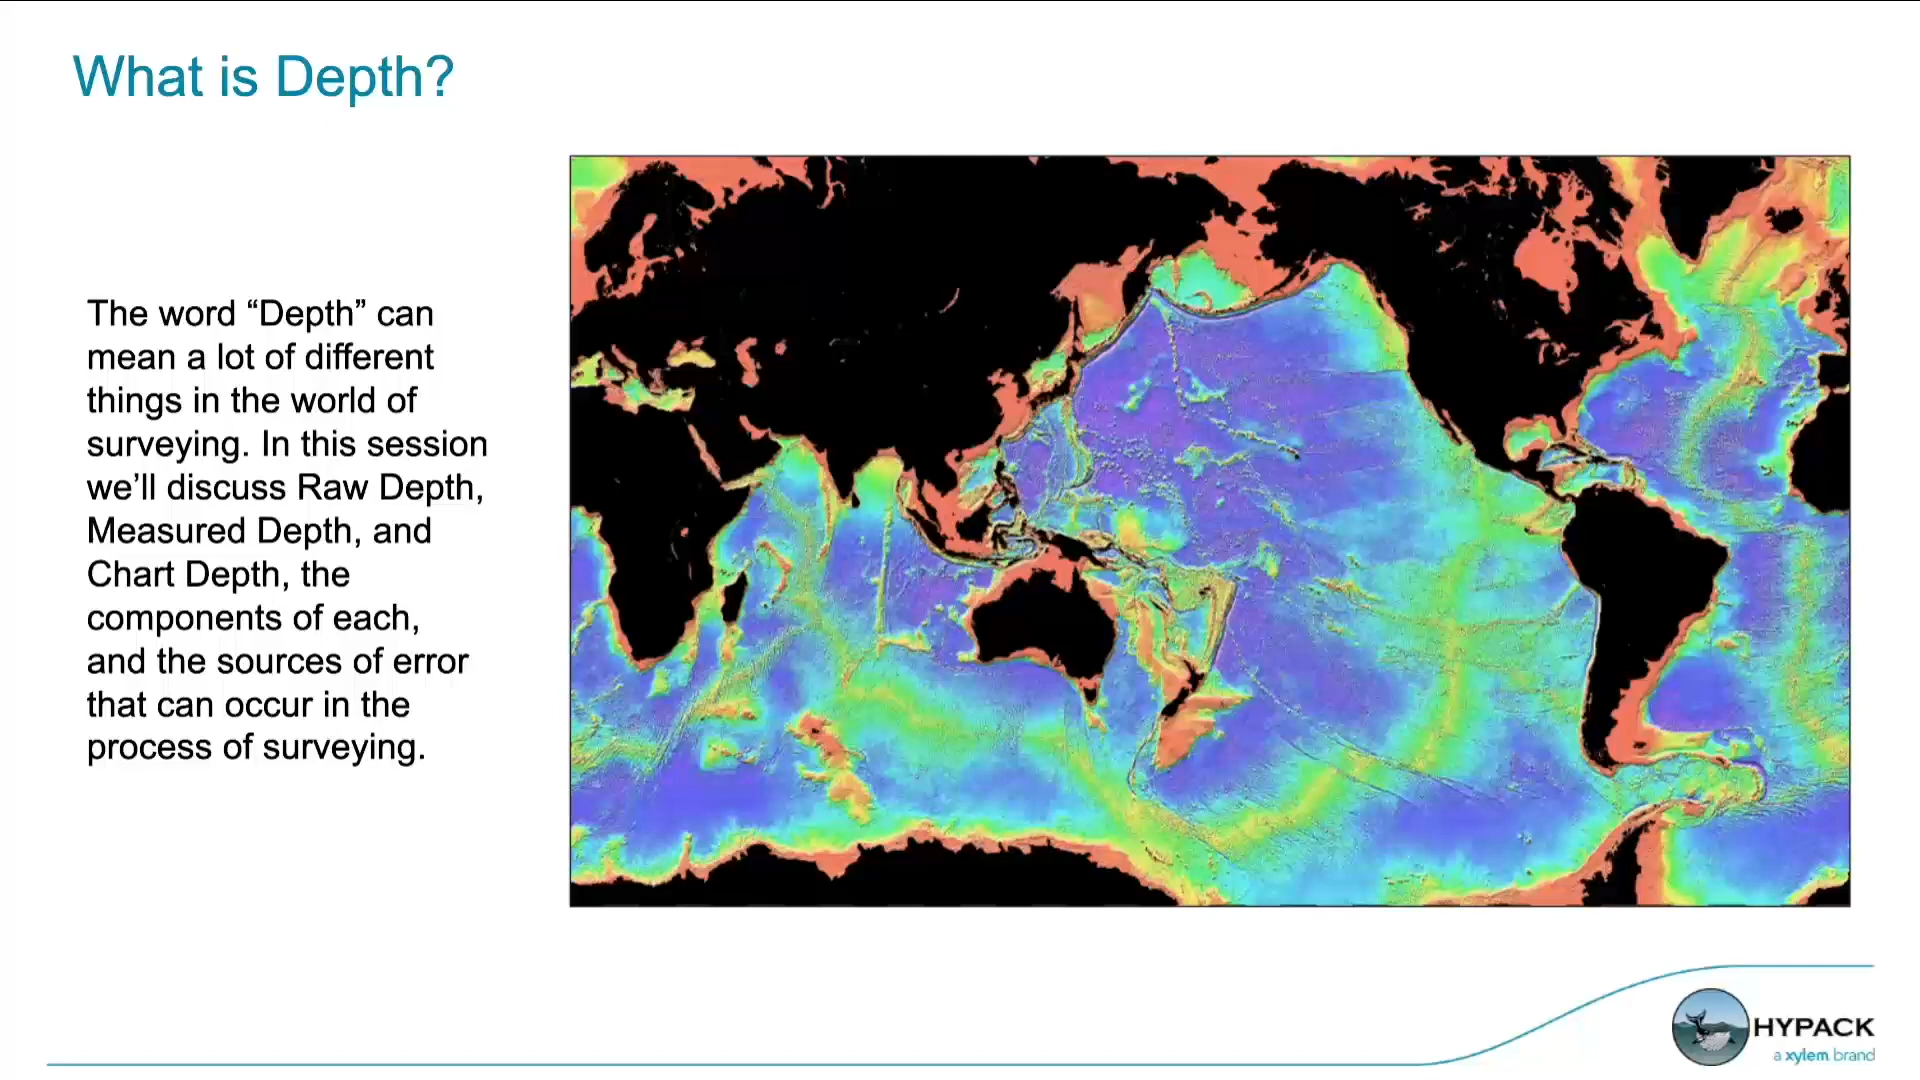 What is Depth?
The word “Depth” can
mean a lot of different
things in the world of
surveying. In this session
we’ll discuss Raw Depth,
Measured Depth, and
Chart Depth, the
components of each,
and the sources of error
that can occur in the
process of surveying.
HYPACK
a xylem brand